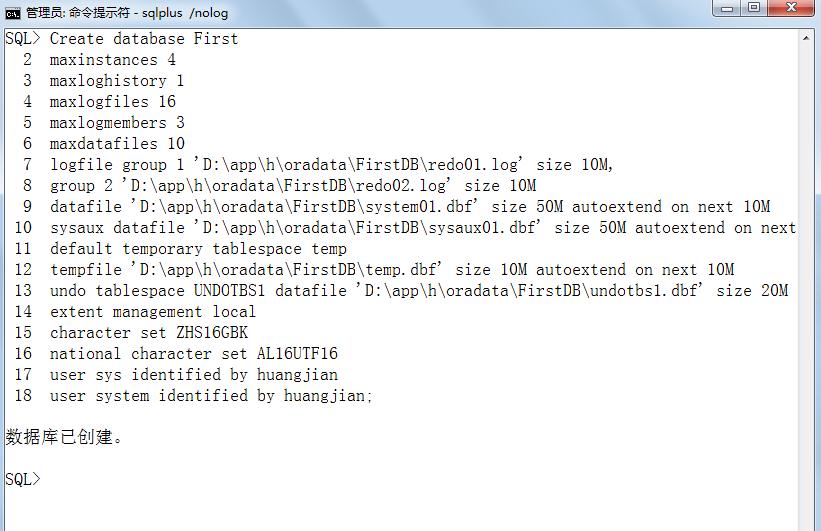 管理员: 命令提示符 - sqlplus /nolog
SQL> Create database First
2 maxinstances 4
3 maxloghistory 1
4 maxlogfiles 16
5 maxlogmembers 3
6 maxdatafiles 10
7 logfile group 1 'D:\app\h\oradata\FirstDB\redo01.log' size 10M,
8 group 2 'D:\app\h\oradata\FirstDB\redo02.log' size 10M
9 datafile 'D:\app\h\oradata\FirstDB\system01.dbf' size 50M autoextend on next 10M
10 sysaux datafile 'D:\app\h\oradata\FirstDB\sysaux01.dbf' size 50M autoextend on next
11 default temporary tablespace temp
12 tempfile 'D:\app\h\oradata\FirstDB\temp.dbf' size 10M autoextend on next 10M
13 undo tablespace UNDOTBS1 datafile 'D:\app\h\oradata\FirstDB\undotbs1.dbf' size 20M
14 extent management local
15 character set ZHS16GBK
16 national character set AL16UTF16
17 user sys identified by huangjian
18 user system identified by huangjian;
数据库已创建。
SQL>